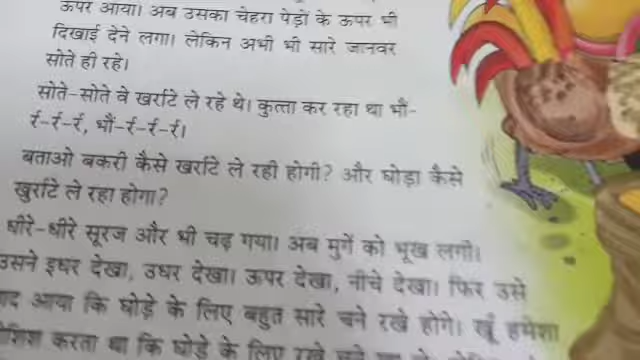 ऊपर आया। अब उसका चेहरा पेड़ों के ऊपर भी
दिखाई देने लगा। लेकिन अभी भी सारे जानवर
सोते ही रहे।
सोते-सोते वे खर्राटे ले रहे थे। कुत्ता कर रहा था भौं-
र्र-र्र-र्र, भौं-र्र-र्र-र्र।
बताओ बकरी कैसे खर्राटे ले रही होगी? और घोड़ा कैसे
खुर्राटे ले रहा होगा?
धीरे-धीरे सूरज और भी चढ़ गया। अब मुर्गे को भूख लगी।
उसने इधर देखा, उधर देखा। ऊपर देखा, नीचे देखा। फिर उसे
आया कि घोड़े के लिए बहुत सारे चने रखे होंगे। खूँ हमेशा
करता था कि घोड़े के लिए रखे चने